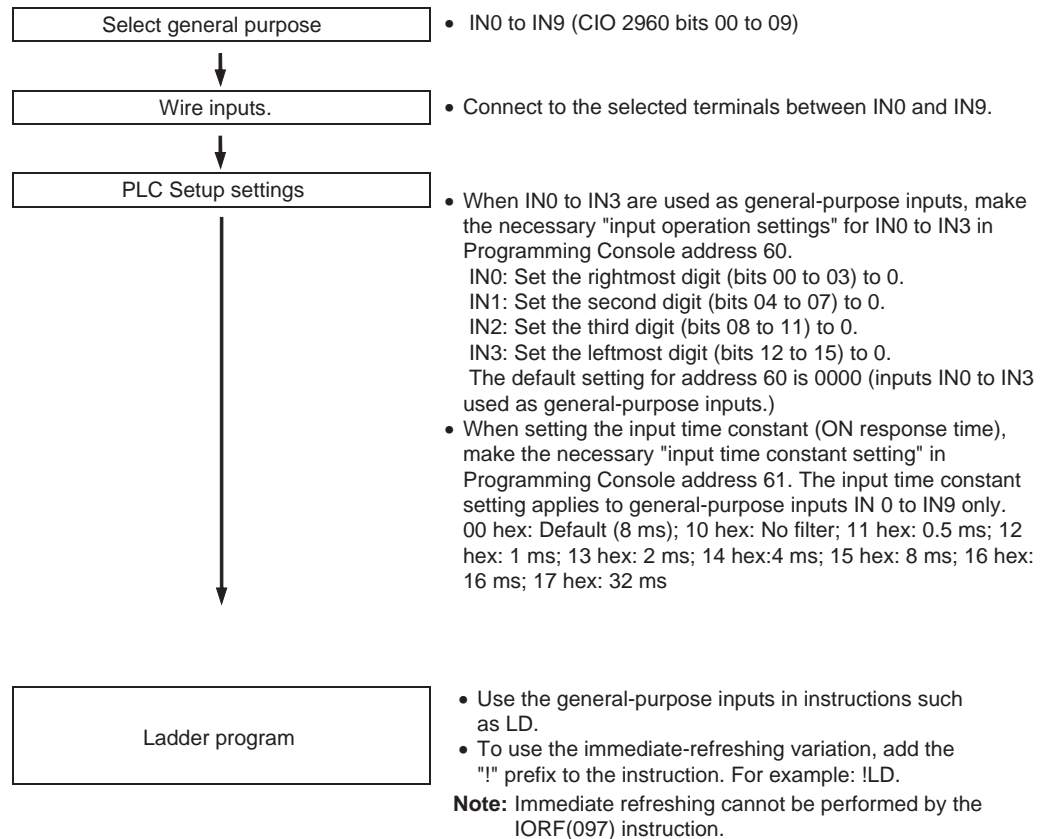 Select general purpose
• IN0 to IN9 (CIO 2960 bits 00 to 09)
Wire inputs.
• Connect to the selected terminals between IN0 and IN9.
PLC Setup settings
• When IN0 to IN3 are used as general-purpose inputs, make
the necessary "input operation settings" for IN0 to IN3 in
Programming Console address 60.
IN0: Set the rightmost digit (bits 00 to 03) to 0.
IN1: Set the second digit (bits 04 to 07) to 0.
IN2: Set the third digit (bits 08 to 11) to 0.
IN3: Set the leftmost digit (bits 12 to 15) to 0.
The default setting for address 60 is 0000 (inputs IN0 to IN3
used as general-purpose inputs.)
• When setting the input time constant (ON response time),
make the necessary "input time constant setting" in
Programming Console address 61. The input time constant
setting applies to general-purpose inputs IN 0 to IN9 only.
00 hex: Default (8 ms); 10 hex: No filter; 11 hex: 0.5 ms; 12
hex: 1 ms; 13 hex: 2 ms; 14 hex:4 ms; 15 hex: 8 ms; 16 hex:
16 ms; 17 hex: 32 ms
Ladder program
• Use the general-purpose inputs in instructions such
as LD.
• To use the immediate-refreshing variation, add the
"!" prefix to the instruction. For example: !LD.
Note: Immediate refreshing cannot be performed by the
IORF(097) instruction.